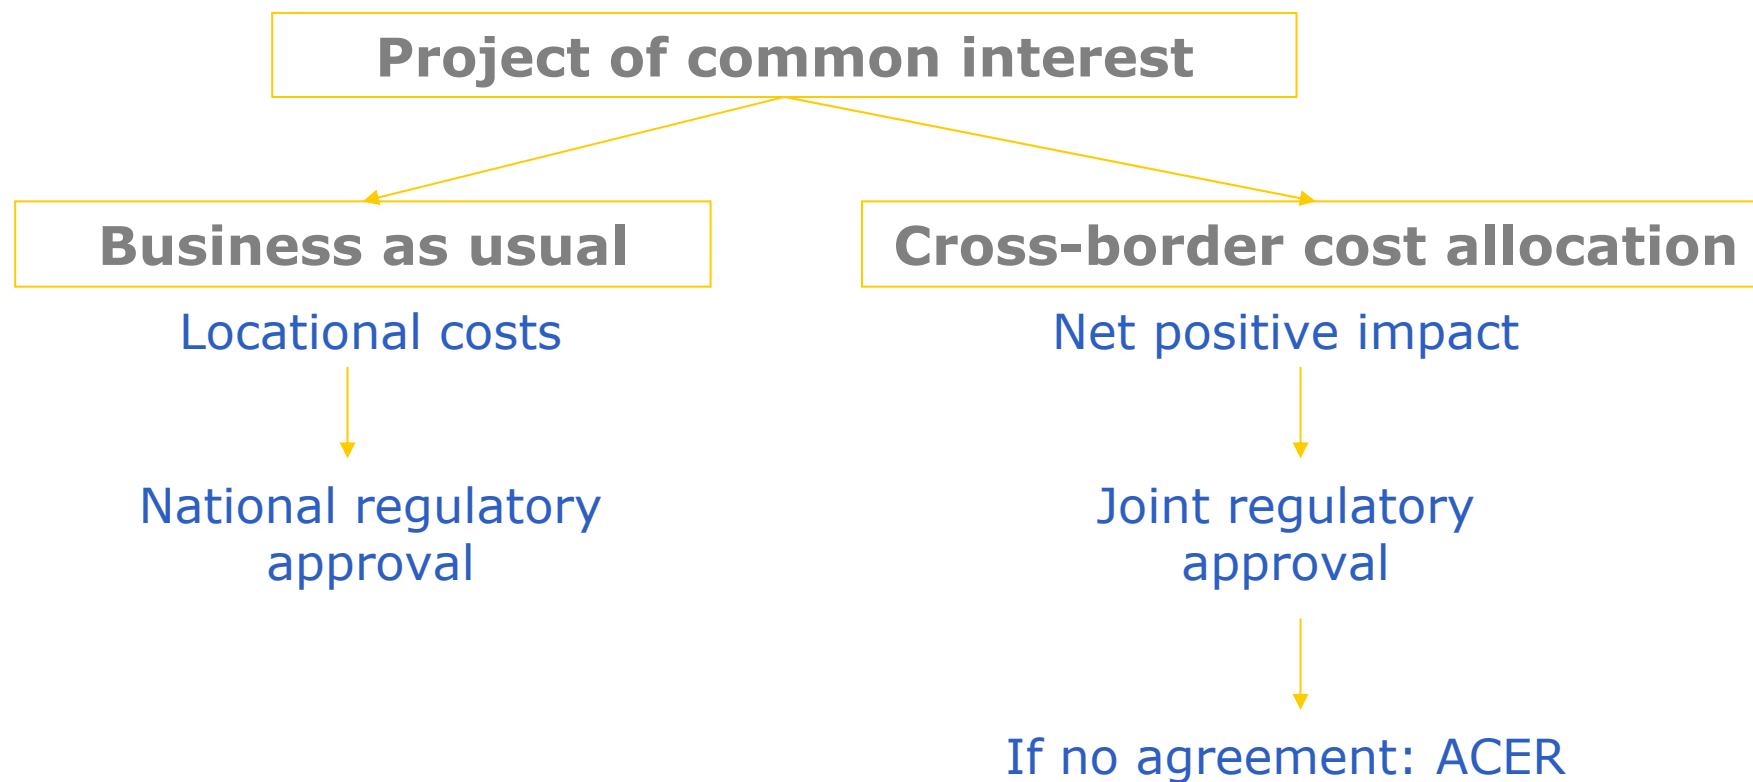 Project of common interest
Business as usual
Locational costs
National regulatory
approval
Cross-border cost allocation
Net positive impact
Joint regulatory
approval
If no agreement: ACER